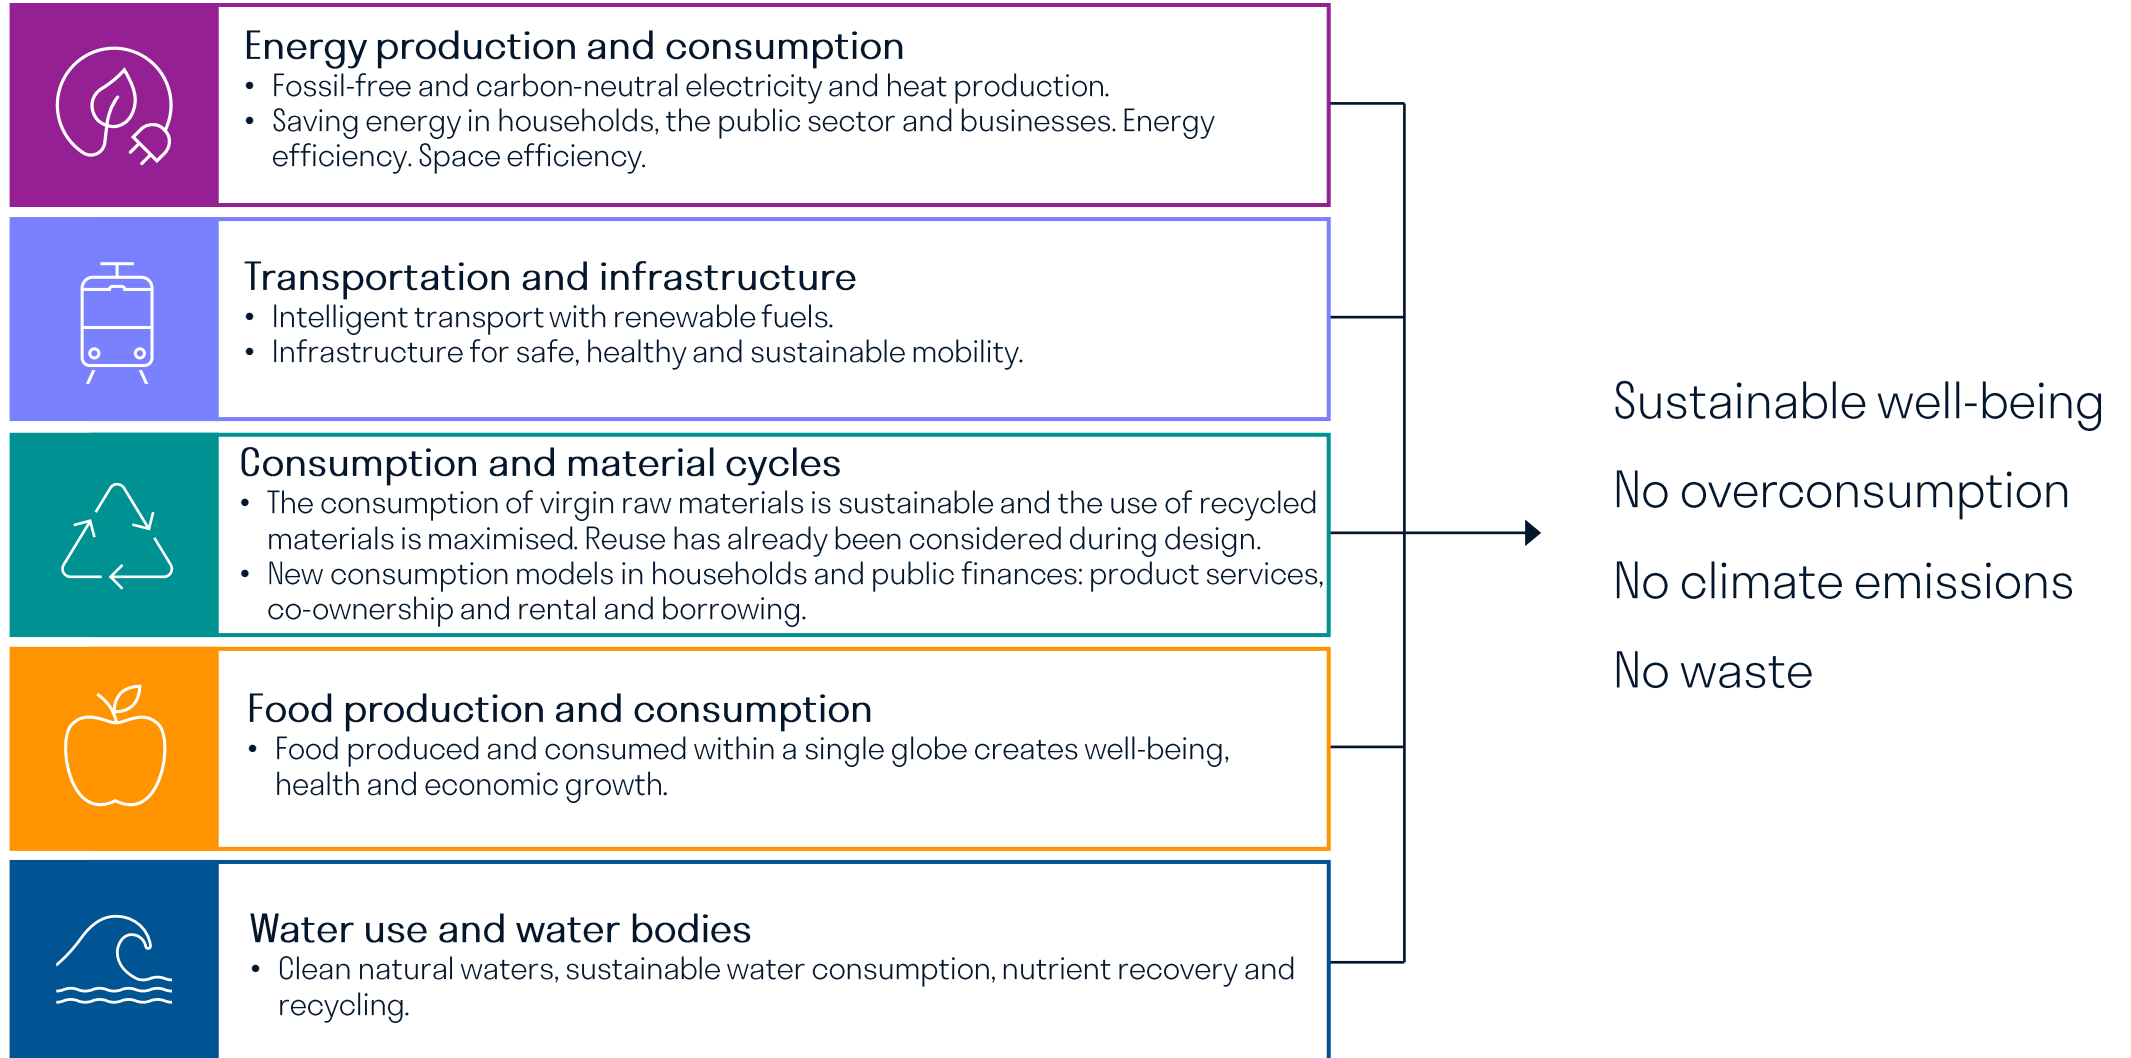 Energy production and consumption
• Fossil-free and carbon-neutral electricity and heat production.
• Saving energy in households, the public sector and businesses. Energy
efficiency. Space efficiency.
Transportation and infrastructure
• Intelligent transport with renewable fuels.
• Infrastructure for safe, healthy and sustainable mobility.
Consumption and material cycles
• The consumption of virgin raw materials is sustainable and the use of recycled
materials is maximised. Reuse has already been considered during design.
• New consumption models in households and public finances: product services,
co-ownership and rental and borrowing.
Food production and consumption
• Food produced and consumed within a single globe creates well-being,
health and economic growth.
Water use and water bodies
• Clean natural waters, sustainable water consumption, nutrient recovery and
recycling.
Sustainable well-being
No overconsumption
No climate emissions
No waste